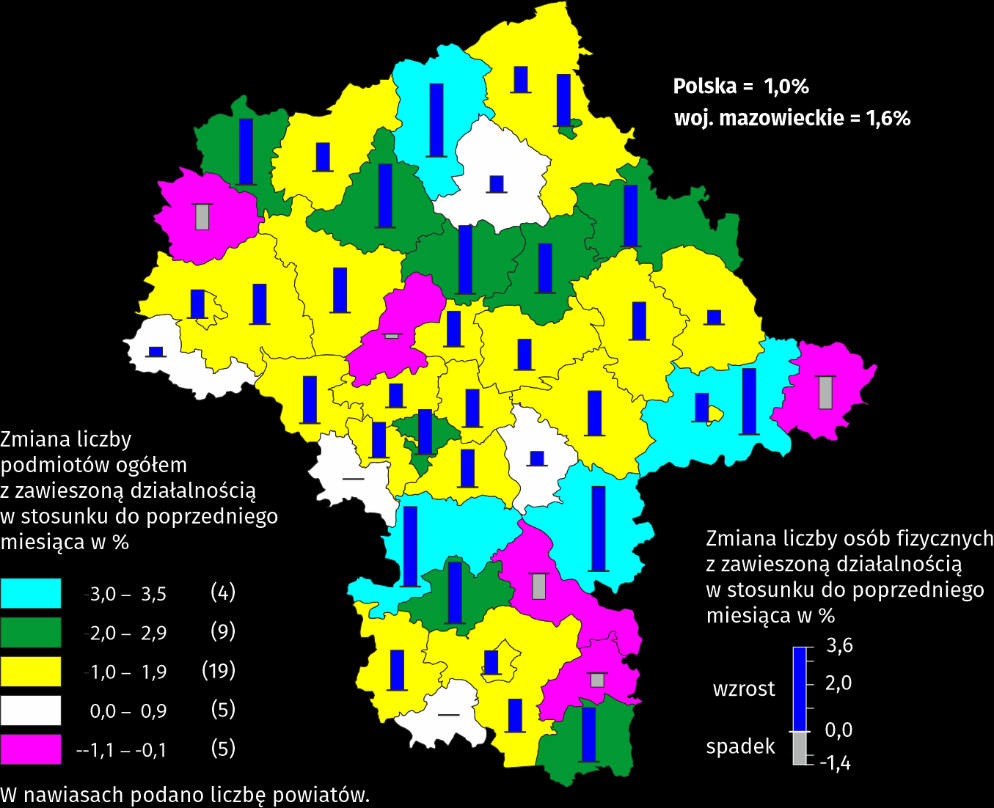 Polska = 1,0%
woj. mazowieckie = 1,6%
Zmiana liczby
podmiotów ogółem
z zawieszoną działalnością
w stosunku do poprzedniego
miesiąca w %
3,0 – 3,5 (4)
2,0 – 2,9 (9)
1,0 – 1,9 (19)
0,0 – 0,9 (5)
--1,1 – -0,1 (5)
W nawiasach podano liczbę powiatów.
Zmiana liczby osób fizycznych
z zawieszoną działalnością
w stosunku do poprzedniego
miesiąca w %
3,6
wzrost
2,0
0,0
spadek
-1,4